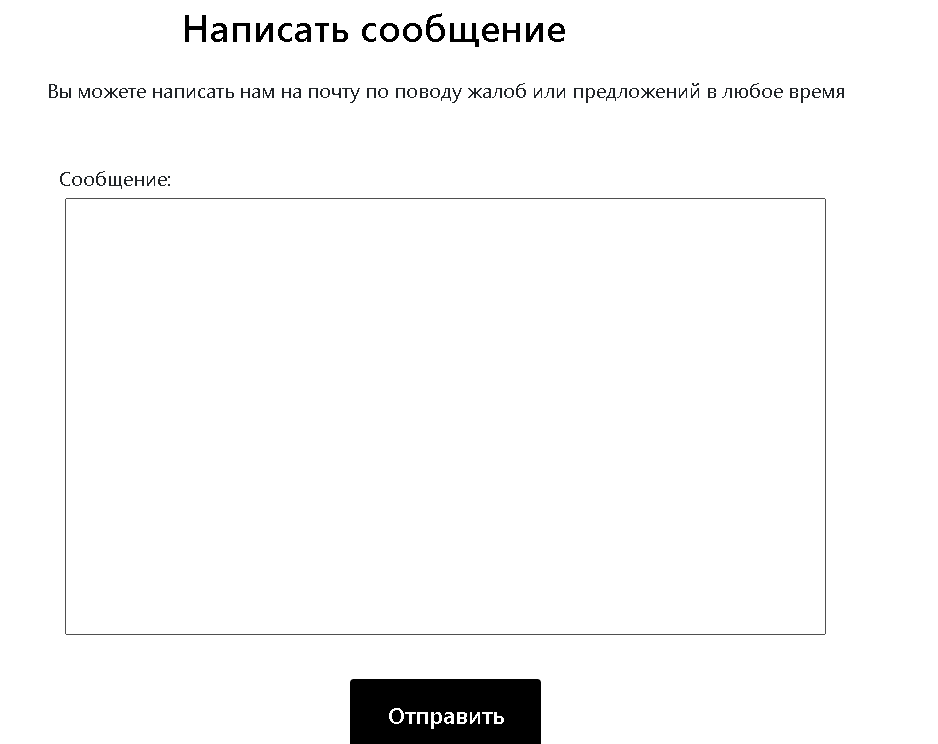 Написать сообщение
Вы можете написать нам на почту по поводу жалоб или предложений в любое время
Сообщение:
Отправить